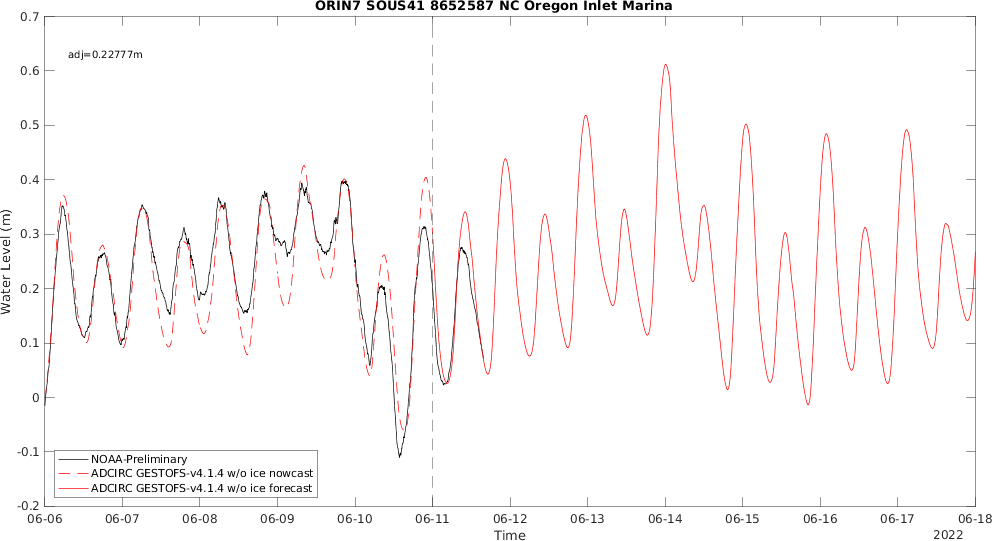 ORIN7 SOUS41 8652587 NC Oregon Inlet Marina
0.7
adj=0.22777m
0.6
0.5
0.4
0.3
0.2
0.1
0
-0.1
-0.2
Water Level (m)
NOAA-Preliminary
ADCIRC GESTOFS-v4.1.4 w/o ice nowcast
ADCIRC GESTOFS-v4.1.4 w/o ice forecast
06-06 06-07 06-08 06-09 06-10 06-11 06-12 06-13 06-14 06-15 06-16 06-17 06-18
Time
2022